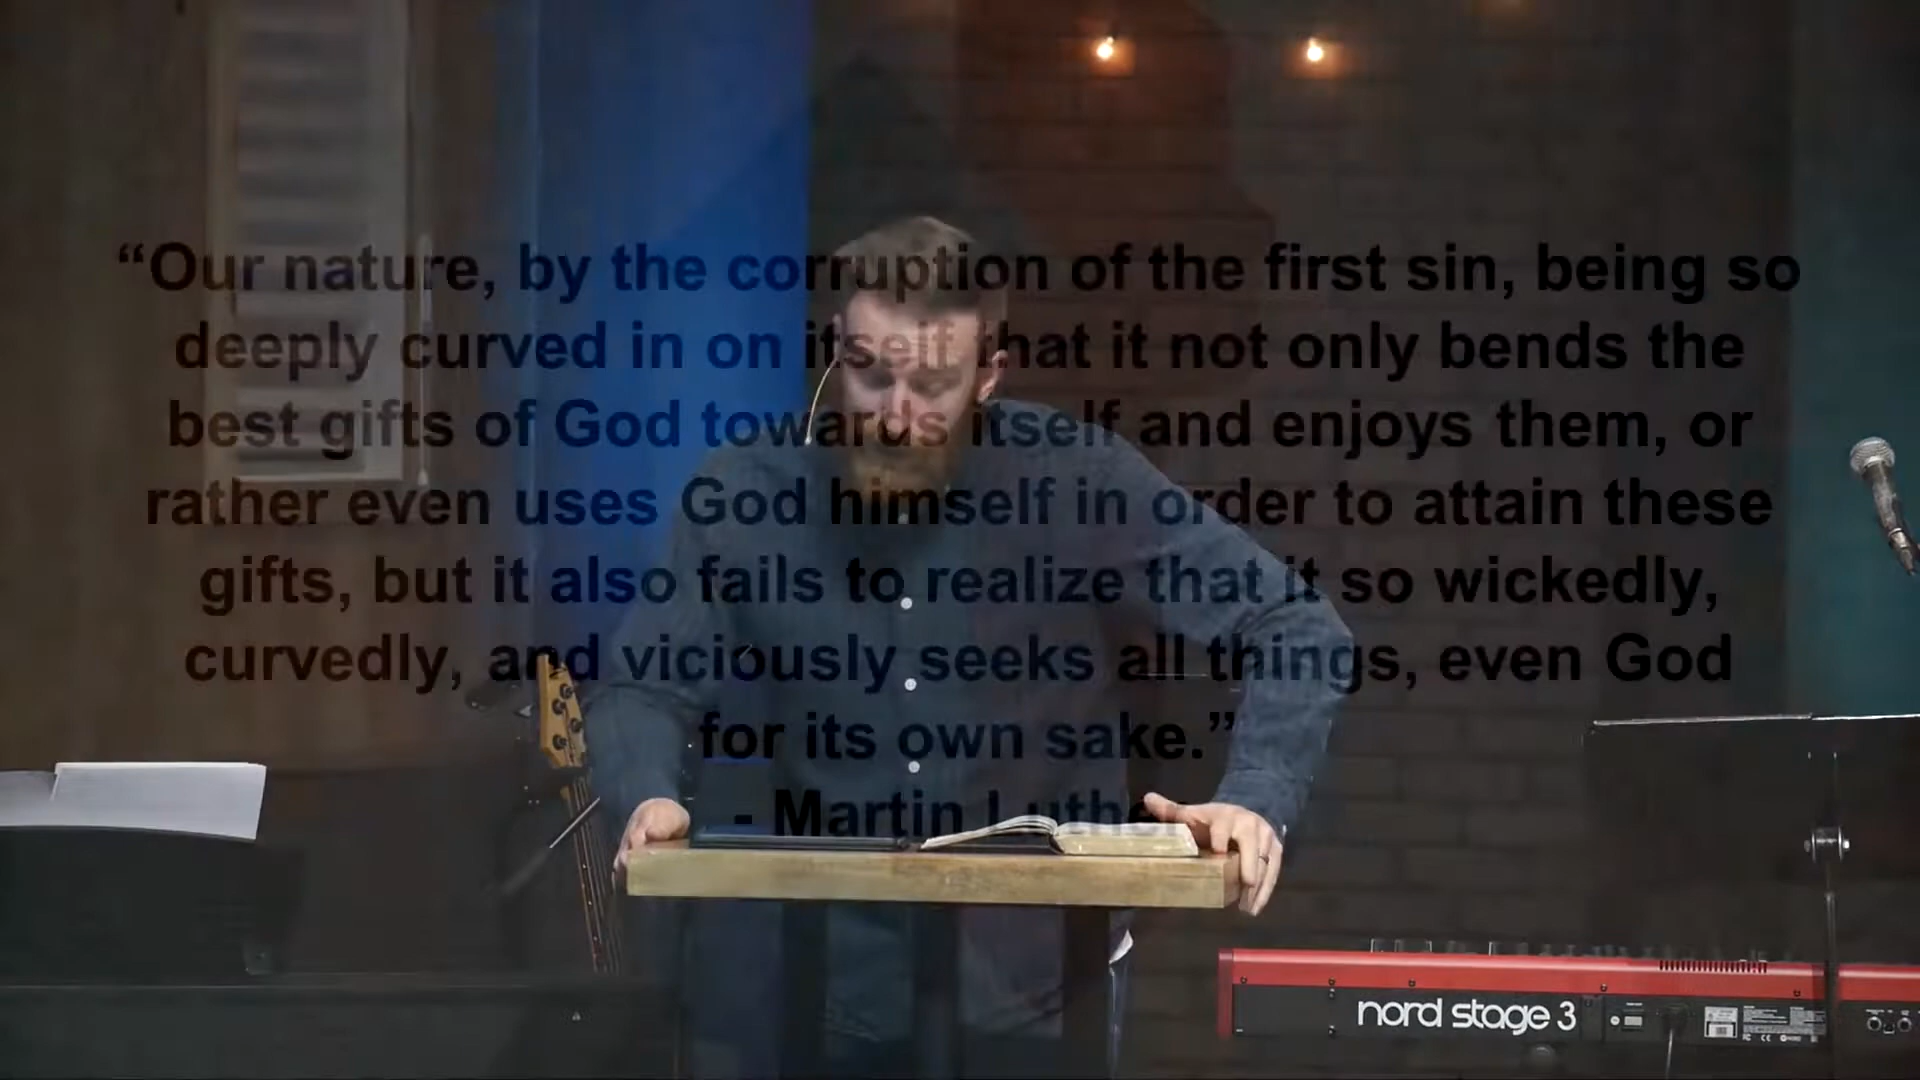 “Our nature, by the corruption of the first sin, being so
deeply curved in on itself that it not only bends the
best gifts of God towards itself and enjoys them, or
rather even uses God himself in order to attain these
gifts, but it also fails to realize that it so wickedly,
curvedly, and viciously seeks all things, even God
for its own sake.”
- Martin Luther
nord stage 3